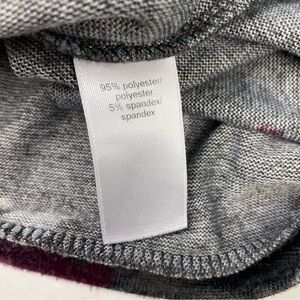 95% polyester/
polyester
5% spandex/
spandex